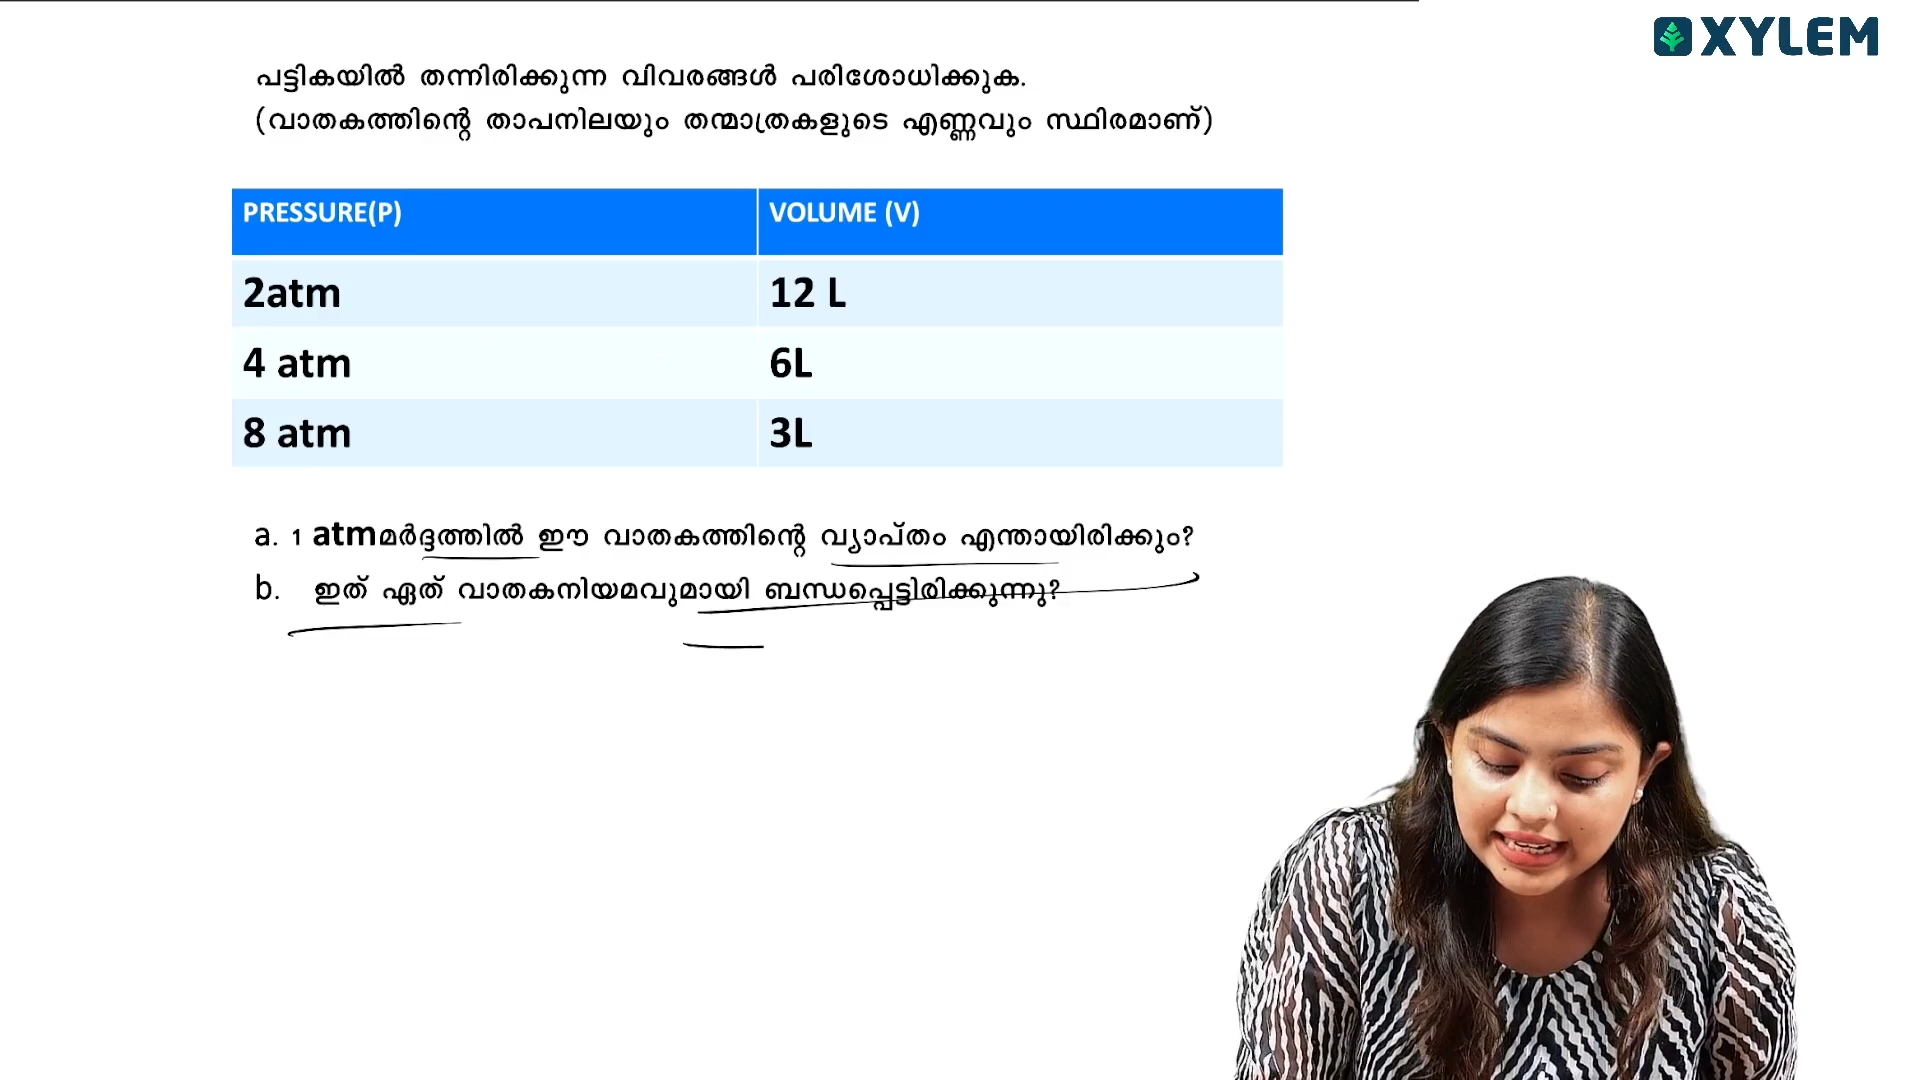 XYLEM
പട്ടികയിൽ തന്നിരിക്കുന്ന വിവരങ്ങൾ പരിശോധിക്കുക.
(വാതകത്തിന്റെ താപനിലയും തന്മാത്രകളുടെ എണ്ണവും സ്ഥിരമാണ്)
PRESSURE(P) VOLUME (V)
2atm 12 L
4 atm 6L
8 atm 3L
a. 1 atmമർദ്ദത്തിൽ ഈ വാതകത്തിന്റെ വ്യാപ്തം എന്തായിരിക്കും?
b. ഇത് ഏത് വാതകനിയമവുമായി ബന്ധപ്പെട്ടിരിക്കുന്നു?